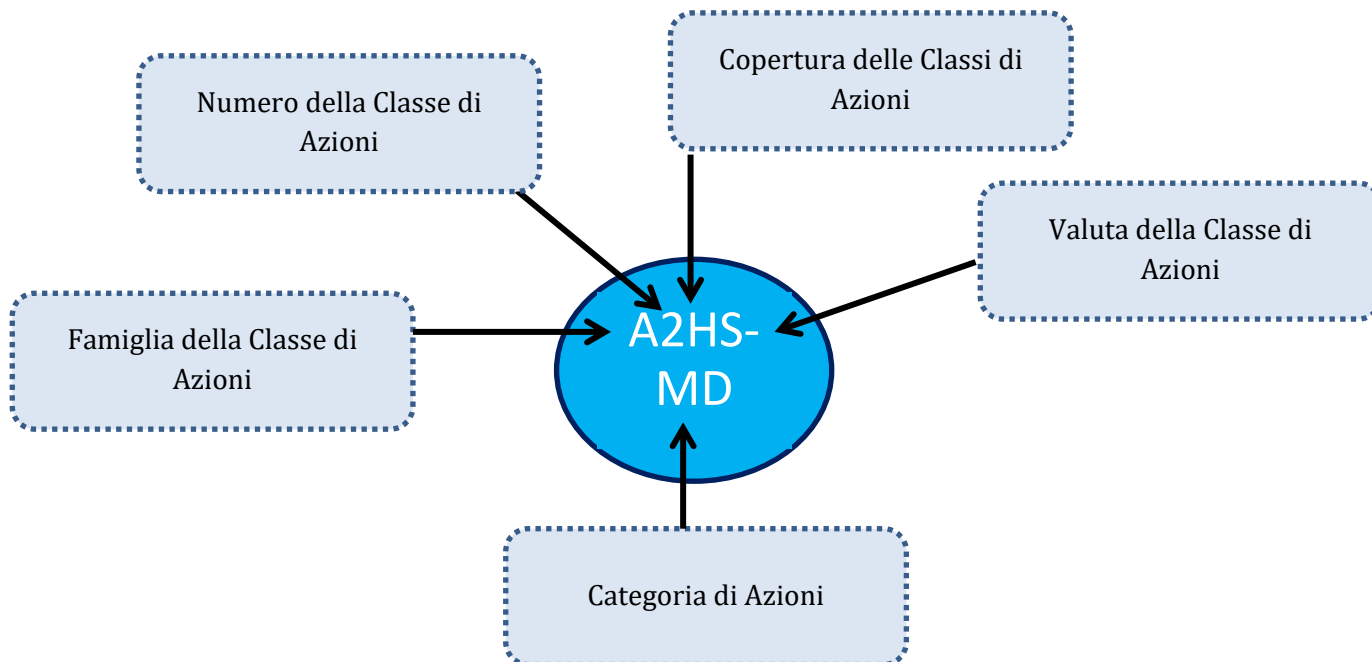 Copertura delle Classi di
Azioni
Numero della Classe di
Azioni
Valuta della Classe di
Azioni
Famiglia della Classe di
Azioni
A2HS-
MD
Categoria di Azioni